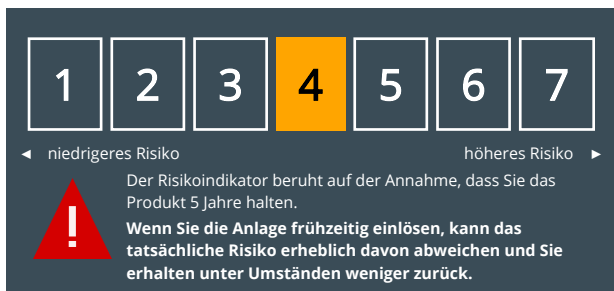 1 2 3 4 5 6 7
◄ niedrigeres Risiko höheres Risiko ►
Der Risikoindikator beruht auf der Annahme, dass Sie das
Produkt 5 Jahre halten.
!
Wenn Sie die Anlage frühzeitig einlösen, kann das
tatsächliche Risiko erheblich davon abweichen und Sie
erhalten unter Umständen weniger zurück.